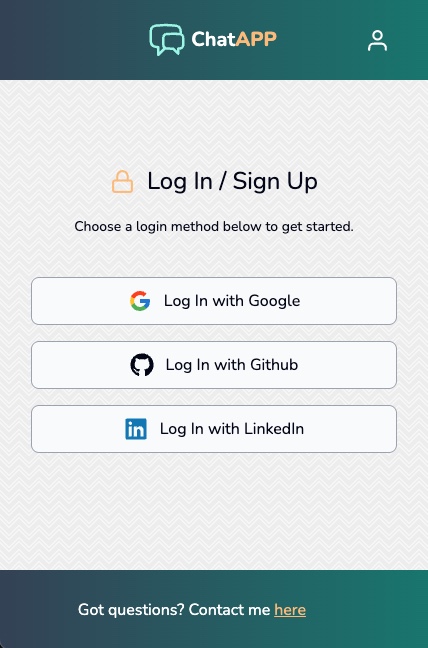 ChatAPP
Log In / Sign Up
Choose a login method below to get started.
Log In with Google
Log In with Github
in Log In with LinkedIn
Got questions? Contact me here